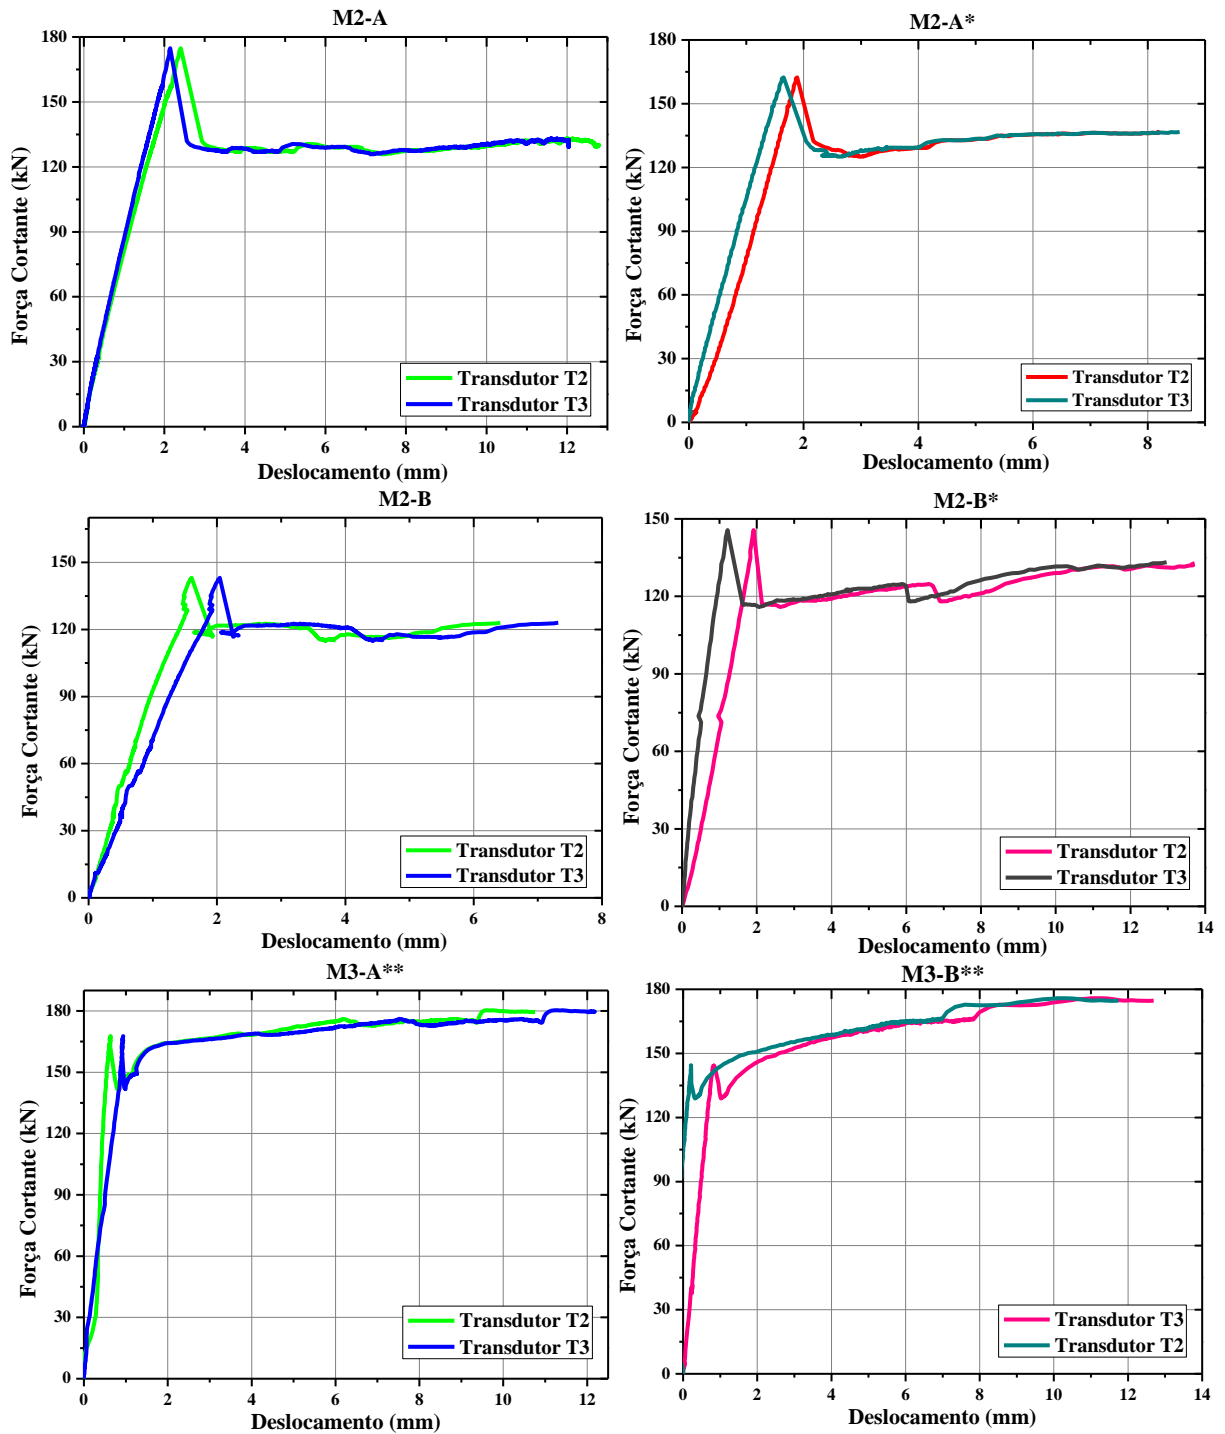 M2-A
Força Cortante (kN)
180
150
120
90
60
30
0
0 2 4 6 8 10 12
Deslocamento (mm)
Transdutor T2
Transdutor T3
M2-A*
Força Cortante (kN)
180
150
120
90
60
30
0
0 2 4 6 8
Deslocamento (mm)
Transdutor T2
Transdutor T3
M2-B
Força Cortante (kN)
150
120
90
60
30
0
0 2 4 6 8
Deslocamento (mm)
Transdutor T2
Transdutor T3
M2-B*
Força Cortante (kN)
150
120
90
60
30
0
0 2 4 6 8 10 12 14
Deslocamento (mm)
Transdutor T2
Transdutor T3
M3-A**
Força Cortante (kN)
180
150
120
90
60
30
0
0 2 4 6 8 10 12
Deslocamento (mm)
Transdutor T2
Transdutor T3
M3-B**
Força Cortante (kN)
180
150
120
90
60
30
0
0 2 4 6 8 10 12 14
Deslocamento (mm)
Transdutor T3
Transdutor T2